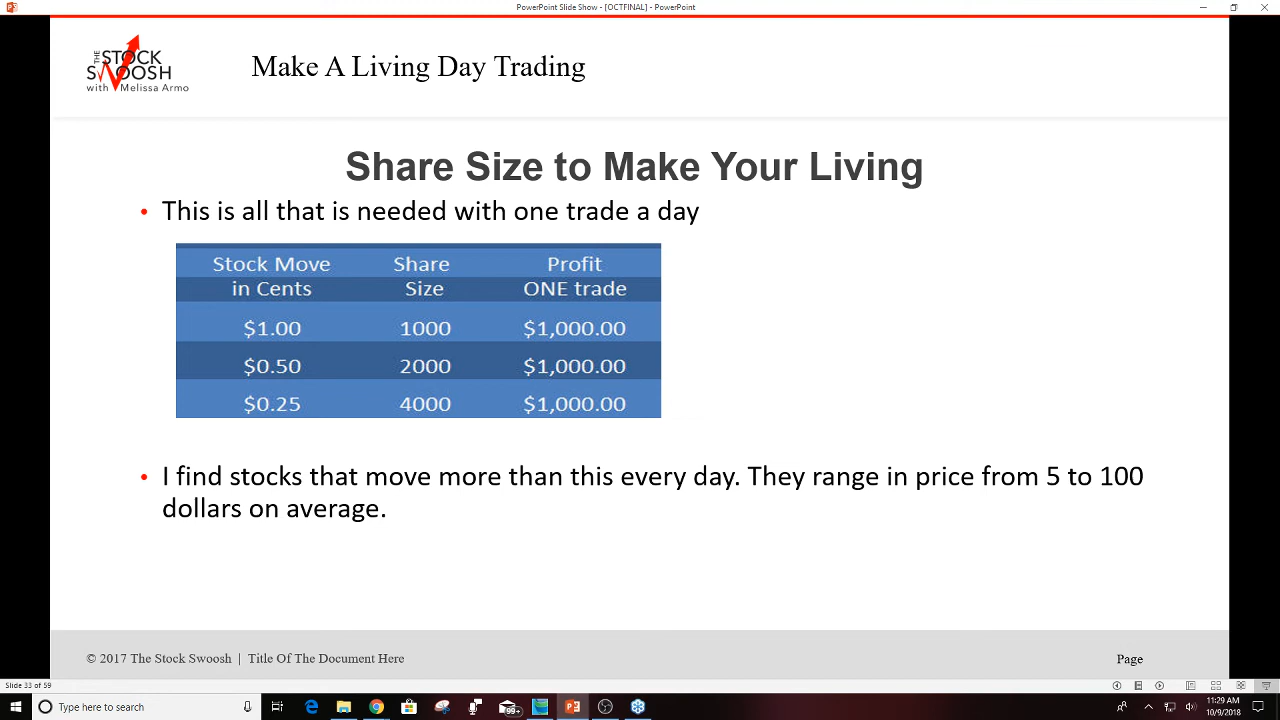 PowerPoint Slide Show - [OCTFINAL] - PowerPoint
THE
STOCK
SWOOSH
with Melissa Armo
Make A Living Day Trading
Share Size to Make Your Living
• This is all that is needed with one trade a day
Stock Move in Cents Share Size Profit ONE trade
$1.00 1000 $1,000.00
$0.50 2000 $1,000.00
$0.25 4000 $1,000.00
• I find stocks that move more than this every day. They range in price from 5 to 100
dollars on average.
© 2017 The Stock Swoosh | Title Of The Document Here
Page
Slide 33 of 59
Type here to search
99+
11:29 AM
10/9/2018